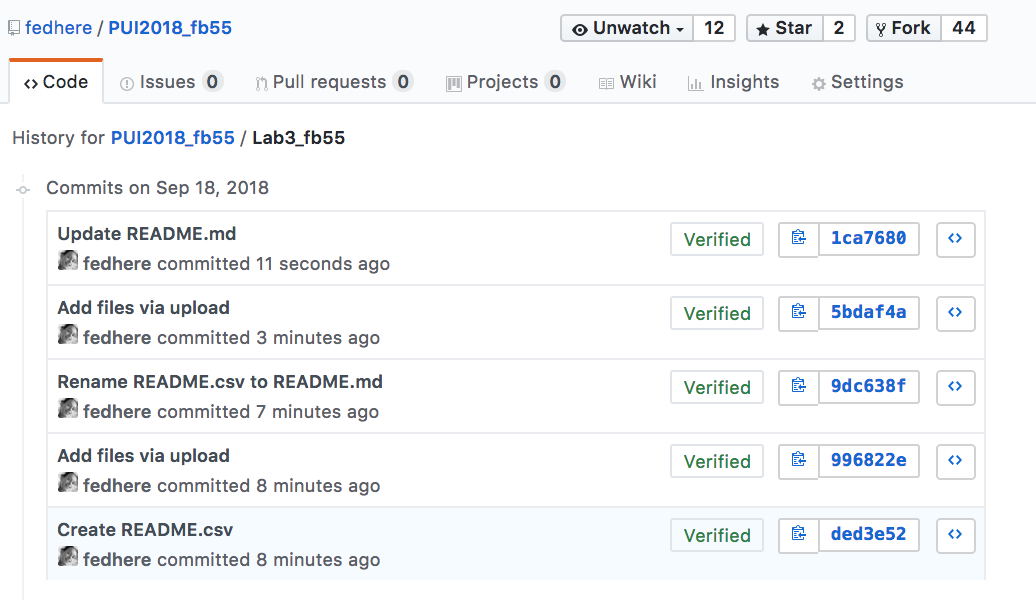 fedhere / PUI2018_fb55 Unwatch 12 Star 2 Fork 44
Code Issues 0 Pull requests 0 Projects 0 Wiki Insights Settings
History for PUI2018_fb55 / Lab3_fb55
Commits on Sep 18, 2018
Update README.md
fedhere committed 11 seconds ago Verified 1ca7680
Add files via upload
fedhere committed 3 minutes ago Verified 5bdaf4a
Rename README.csv to README.md
fedhere committed 7 minutes ago Verified 9dc638f
Add files via upload
fedhere committed 8 minutes ago Verified 996822e
Create README.csv
fedhere committed 8 minutes ago Verified ded3e52